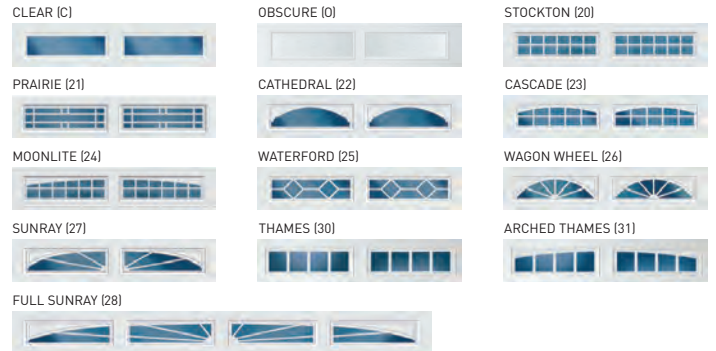 CLEAR (C)
OBSCURE (O)
STOCKTON (20)
PRAIRIE (21)
CATHEDRAL (22)
CASCADE (23)
MOONLITE (24)
WATERFORD (25)
WAGON WHEEL (26)
SUNRAY (27)
THAMES (30)
ARCHED THAMES (31)
FULL SUNRAY (28)